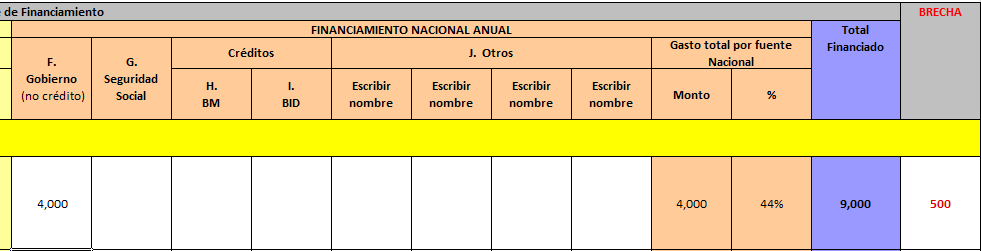 e de Financiamiento
BRECHA
FINANCIAMIENTO NACIONAL ANUAL
Total
Financiado
F.
Gobierno
(no crédito)
G.
Seguridad
Social
Créditos
H.
BM
I.
BID
J. Otros
Escribir
nombre
Escribir
nombre
Escribir
nombre
Escribir
nombre
Gasto total por fuente
Nacional
Monto
%
4,000
4,000
44%
9,000
500